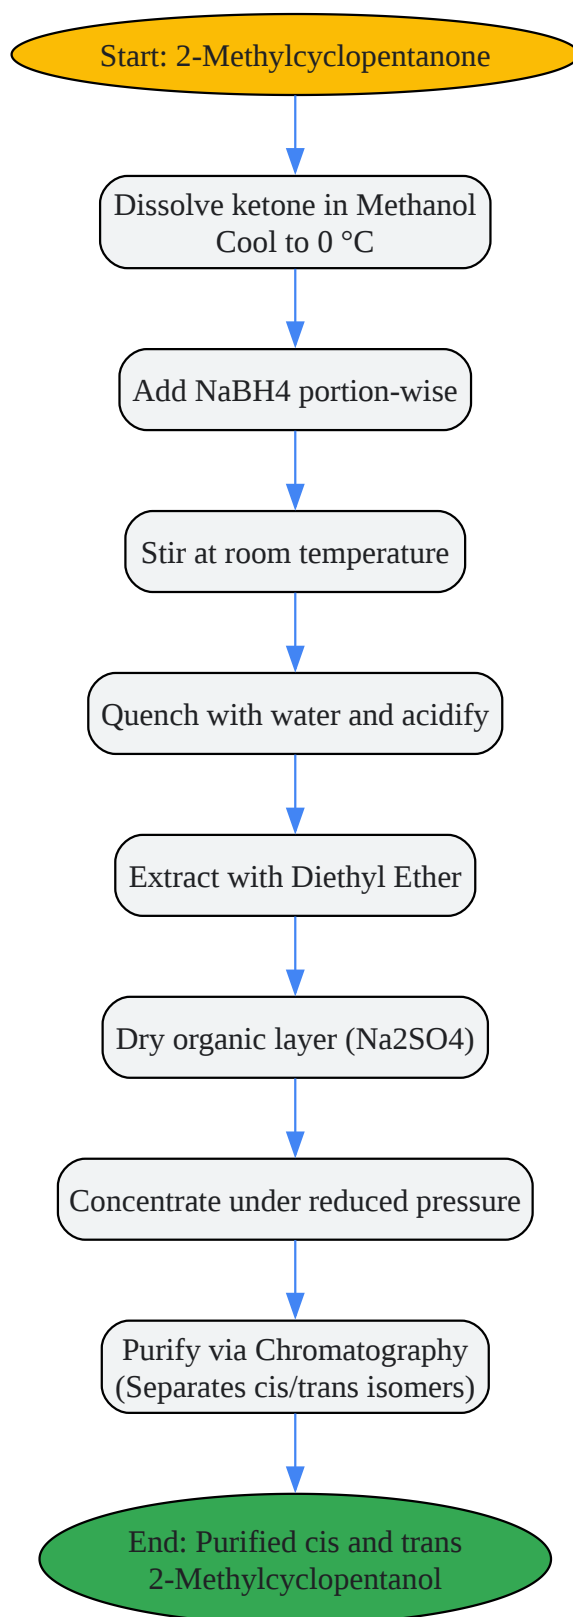 Start: 2-Methylcyclopentanone
Dissolve ketone in Methanol
Cool to 0 °C
Add NaBH4 portion-wise
Stir at room temperature
Quench with water and acidify
Extract with Diethyl Ether
Dry organic layer (Na2SO4)
Concentrate under reduced pressure
Purify via Chromatography
(Separates cis/trans isomers)
End: Purified cis and trans
2-Methylcyclopentanol